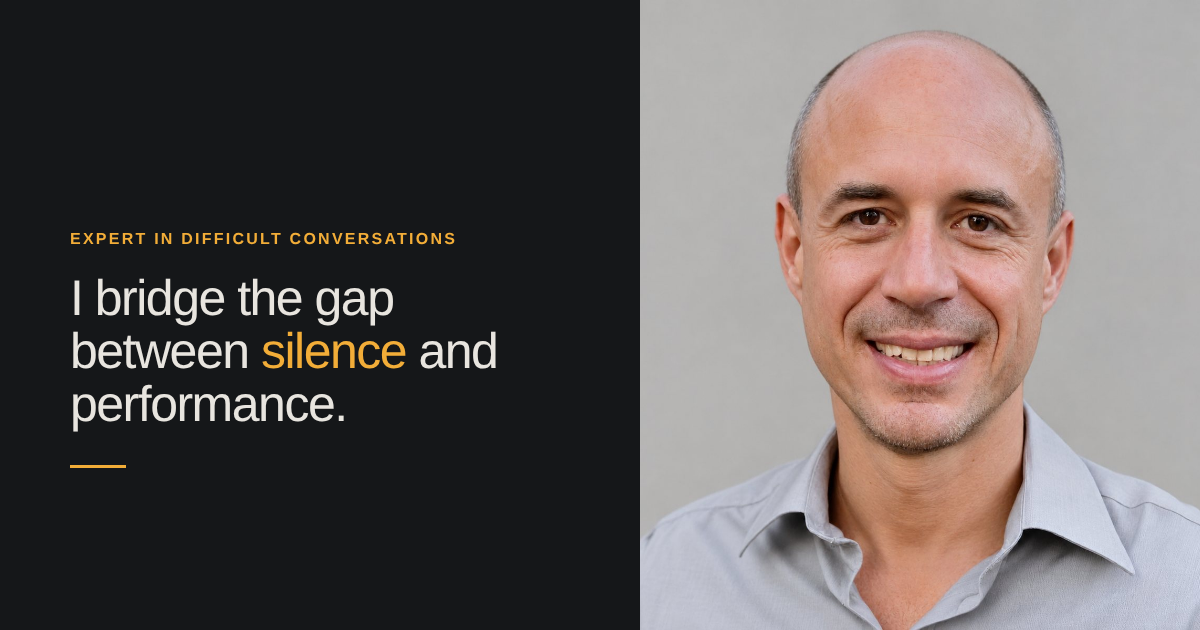 EXPERT IN DIFFICULT CONVERSATIONS
I bridge the gap
between silence and
performance.